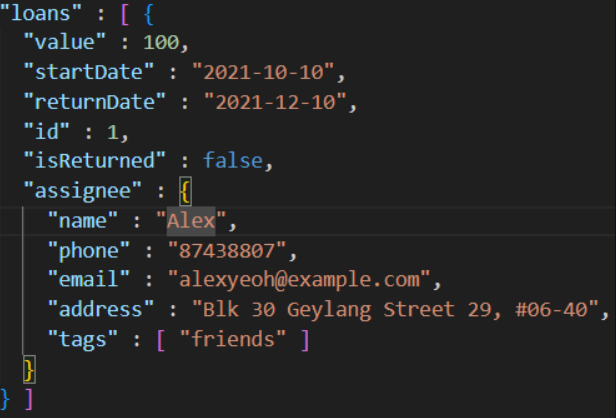 "loans" : [ {
"value" : 100,
"startDate" : "2021-10-10",
"returnDate" : "2021-12-10",
"id" : 1,
"isReturned" : false,
"assignee" : {
"name" : "Alex",
"phone" : "87438807",
"email" : "alexyeoh@example.com",
"address" : "Blk 30 Geylang Street 29, #06-40",
"tags" : [ "friends" ]
}
} ]